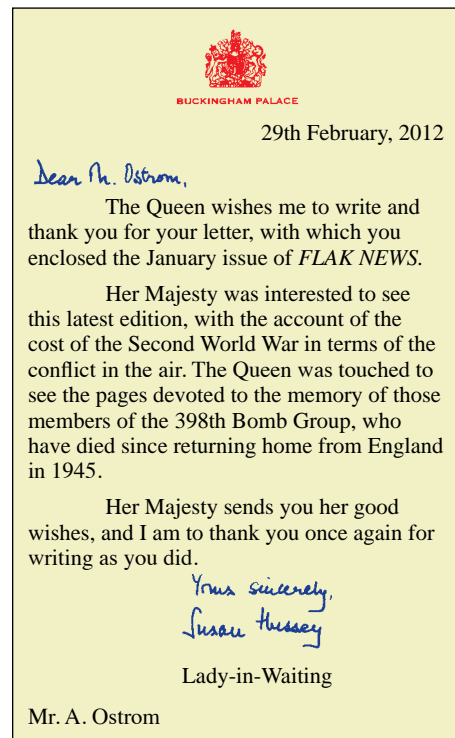 BUCKINGHAM PALACE
29th February, 2012
Dear Mr. Ostrom,
The Queen wishes me to write and
thank you for your letter, with which you
enclosed the January issue of FLAK NEWS.
Her Majesty was interested to see
this latest edition, with the account of the
cost of the Second World War in terms of the
conflict in the air. The Queen was touched to
see the pages devoted to the memory of those
members of the 398th Bomb Group, who
have died since returning home from England
in 1945.
Her Majesty sends you her good
wishes, and I am to thank you once again for
writing as you did.
Yours sincerely,
Susan Hussey
Lady-in-Waiting
Mr. A. Ostrom